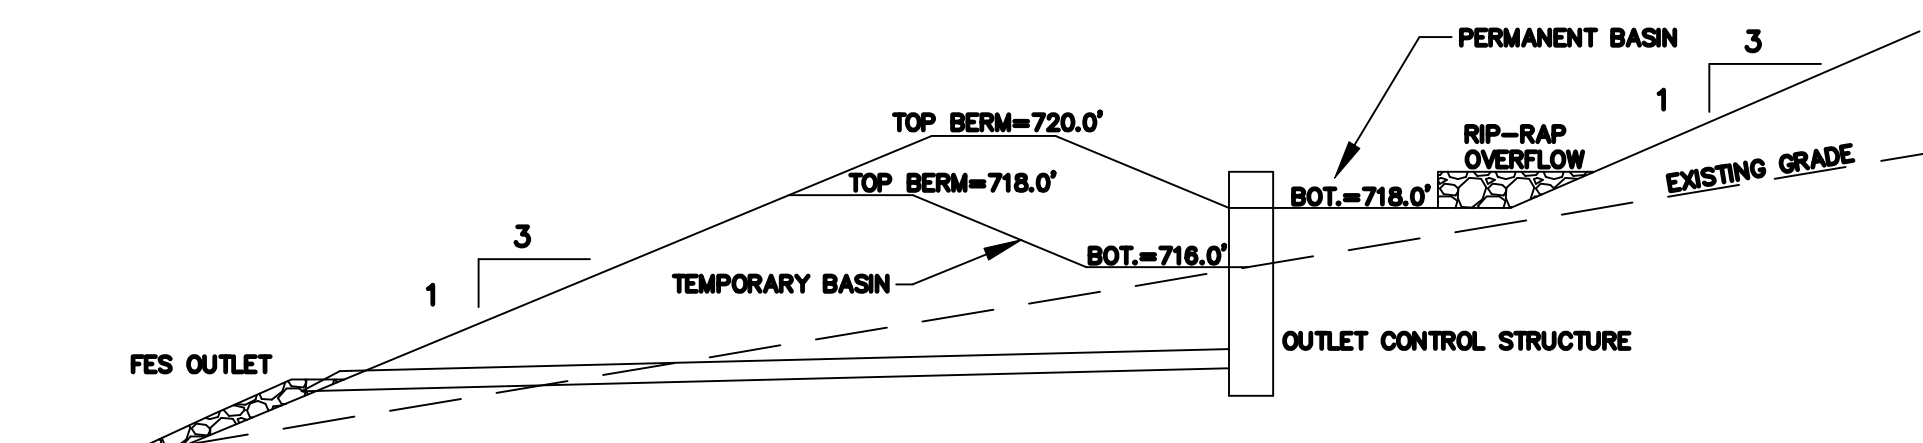 PERMANENT BASIN
3
1
TOP BERM=720.0'
RIP-RAP
OVERFLOW
EXISTING GRADE
TOP BERM=718.0'
BOT.=718.0'
3
1
BOT.=716.0'
TEMPORARY BASIN
OUTLET CONTROL STRUCTURE
FES OUTLET